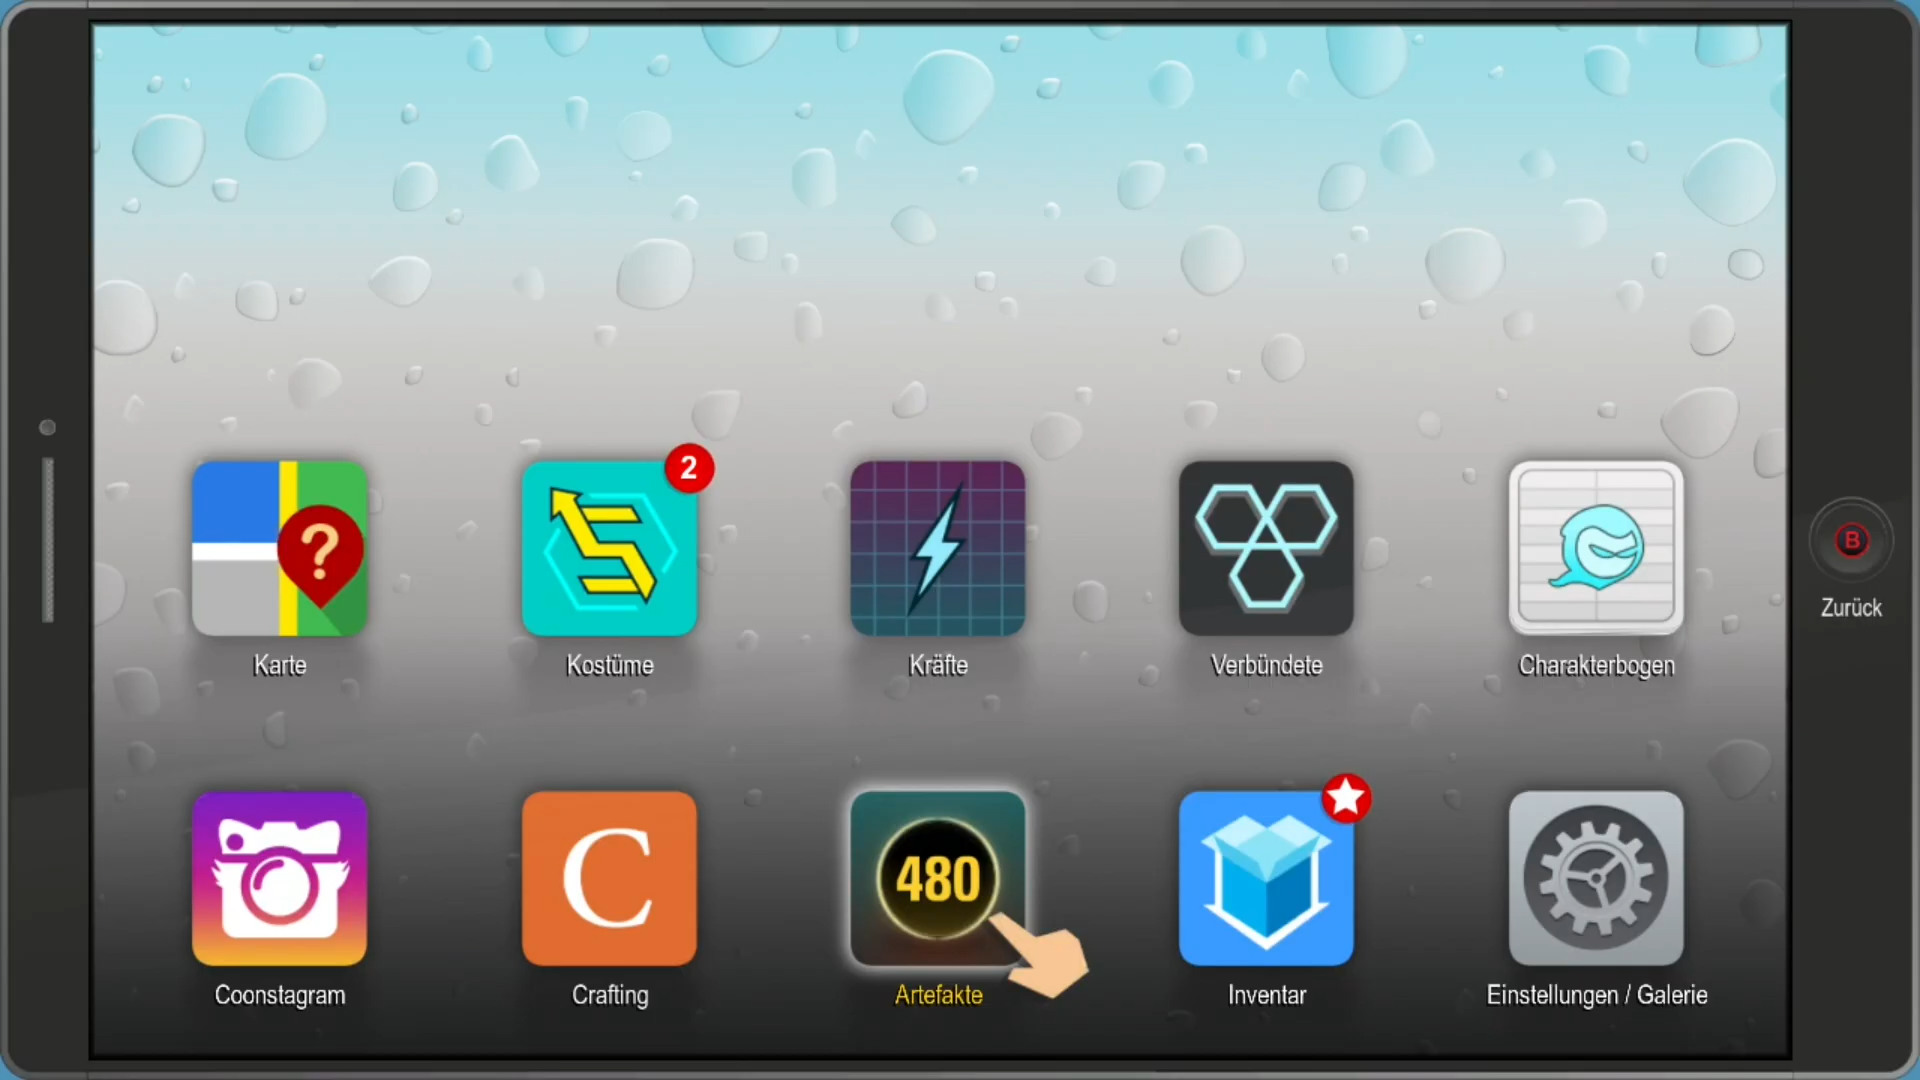 2
?
Karte
Kostüme
Kräfte
Verbündete
Charakterbogen
B
Zurück
C
480
Coonstagram
Crafting
Artefakte
Inventar
Einstellungen / Galerie